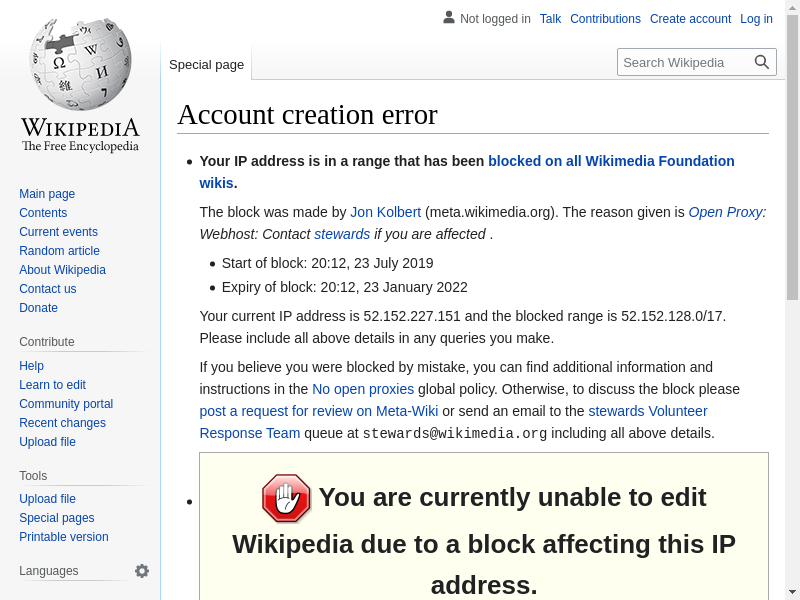 Not logged in Talk Contributions Create account Log in
Special page
Search Wikipedia
WIKIPEDIA
The Free Encyclopedia
Main page
Contents
Current events
Random article
About Wikipedia
Contact us
Donate
Contribute
Help
Learn to edit
Community portal
Recent changes
Upload file
Tools
Upload file
Special pages
Printable version
Languages
Account creation error
Your IP address is in a range that has been blocked on all Wikimedia Foundation
wikis.
The block was made by Jon Kolbert (meta.wikimedia.org). The reason given is Open Proxy:
Webhost: Contact stewards if you are affected .
Start of block: 20:12, 23 July 2019
Expiry of block: 20:12, 23 January 2022
Your current IP address is 52.152.227.151 and the blocked range is 52.152.128.0/17.
Please include all above details in any queries you make.
If you believe you were blocked by mistake, you can find additional information and
instructions in the No open proxies global policy. Otherwise, to discuss the block please
post a request for review on Meta-Wiki or send an email to the stewards Volunteer
Response Team queue at stewards@wikimedia.org including all above details.
You are currently unable to edit
Wikipedia due to a block affecting this IP
address.